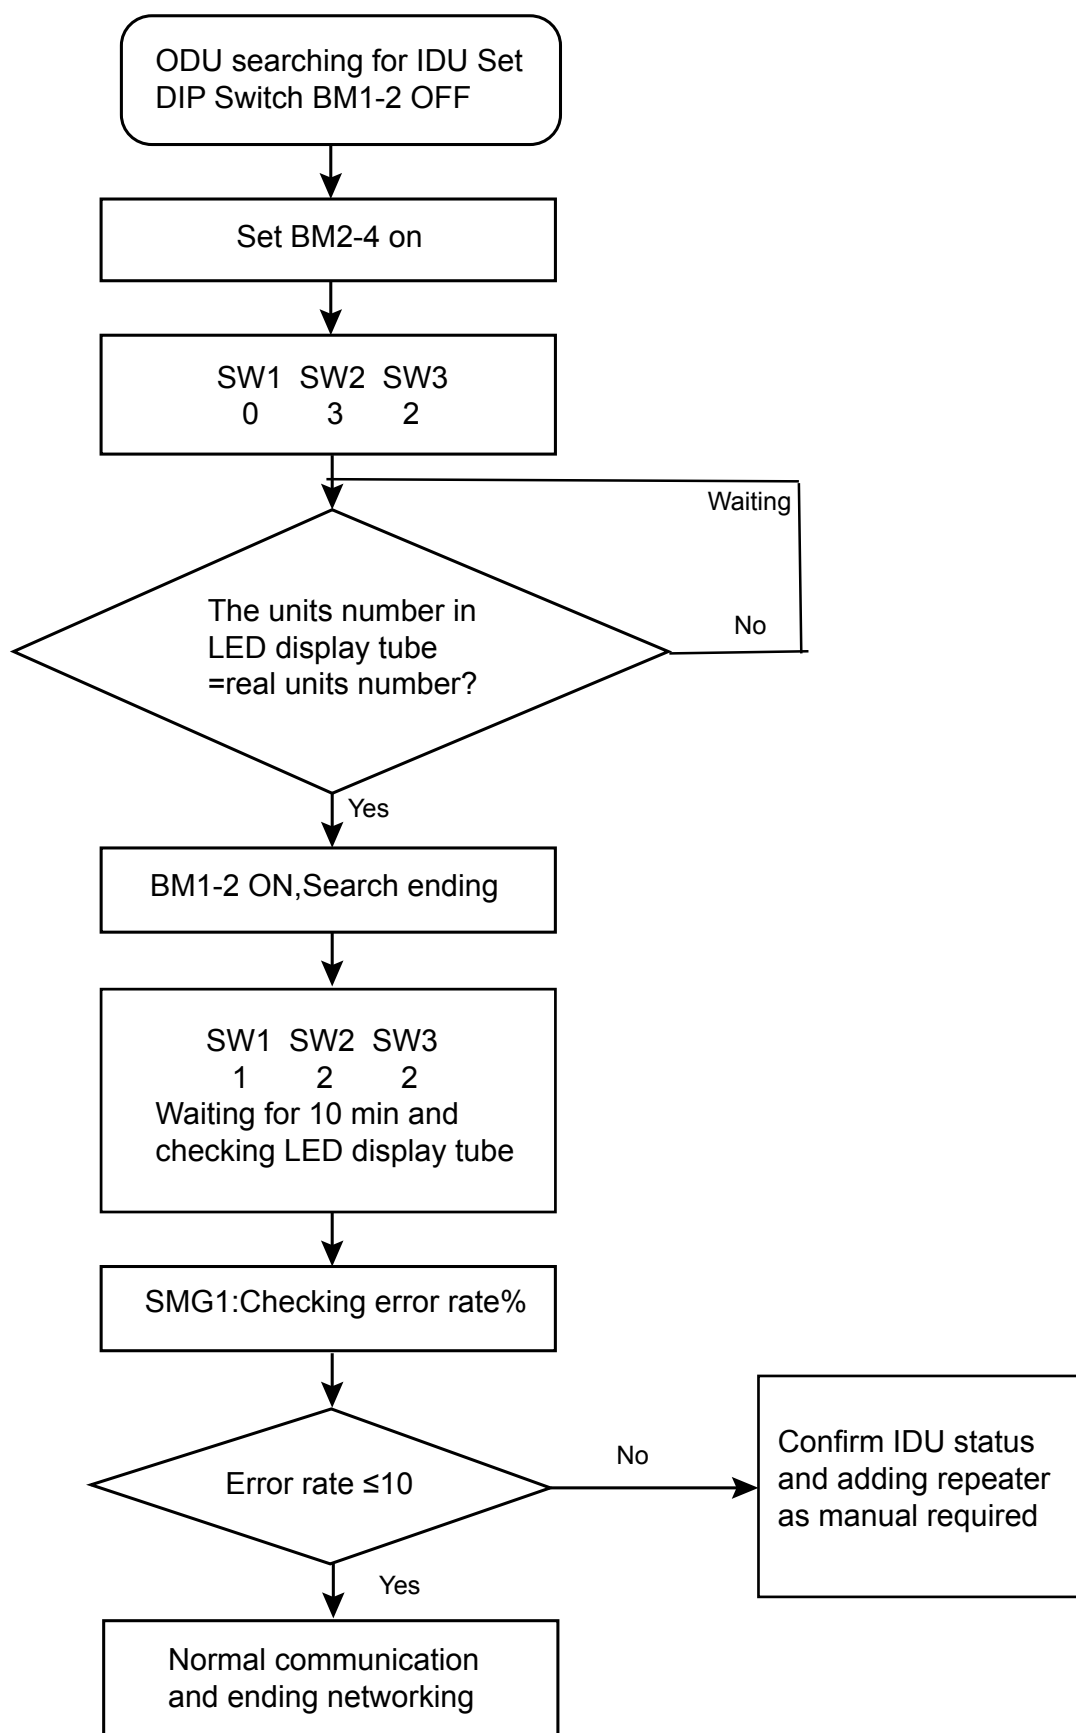 ODU searching for IDU Set
DIP Switch BM1-2 OFF
Set BM2-4 on
SW1 SW2 SW3
0 3 2
Waiting
The units number in
LED display tube
=real units number?
No
Yes
BM1-2 ON,Search ending
SW1 SW2 SW3
1 2 2
Waiting for 10 min and
checking LED display tube
SMG1:Checking error rate%
Error rate ≤10
No
Confirm IDU status
and adding repeater
as manual required
Yes
Normal communication
and ending networking